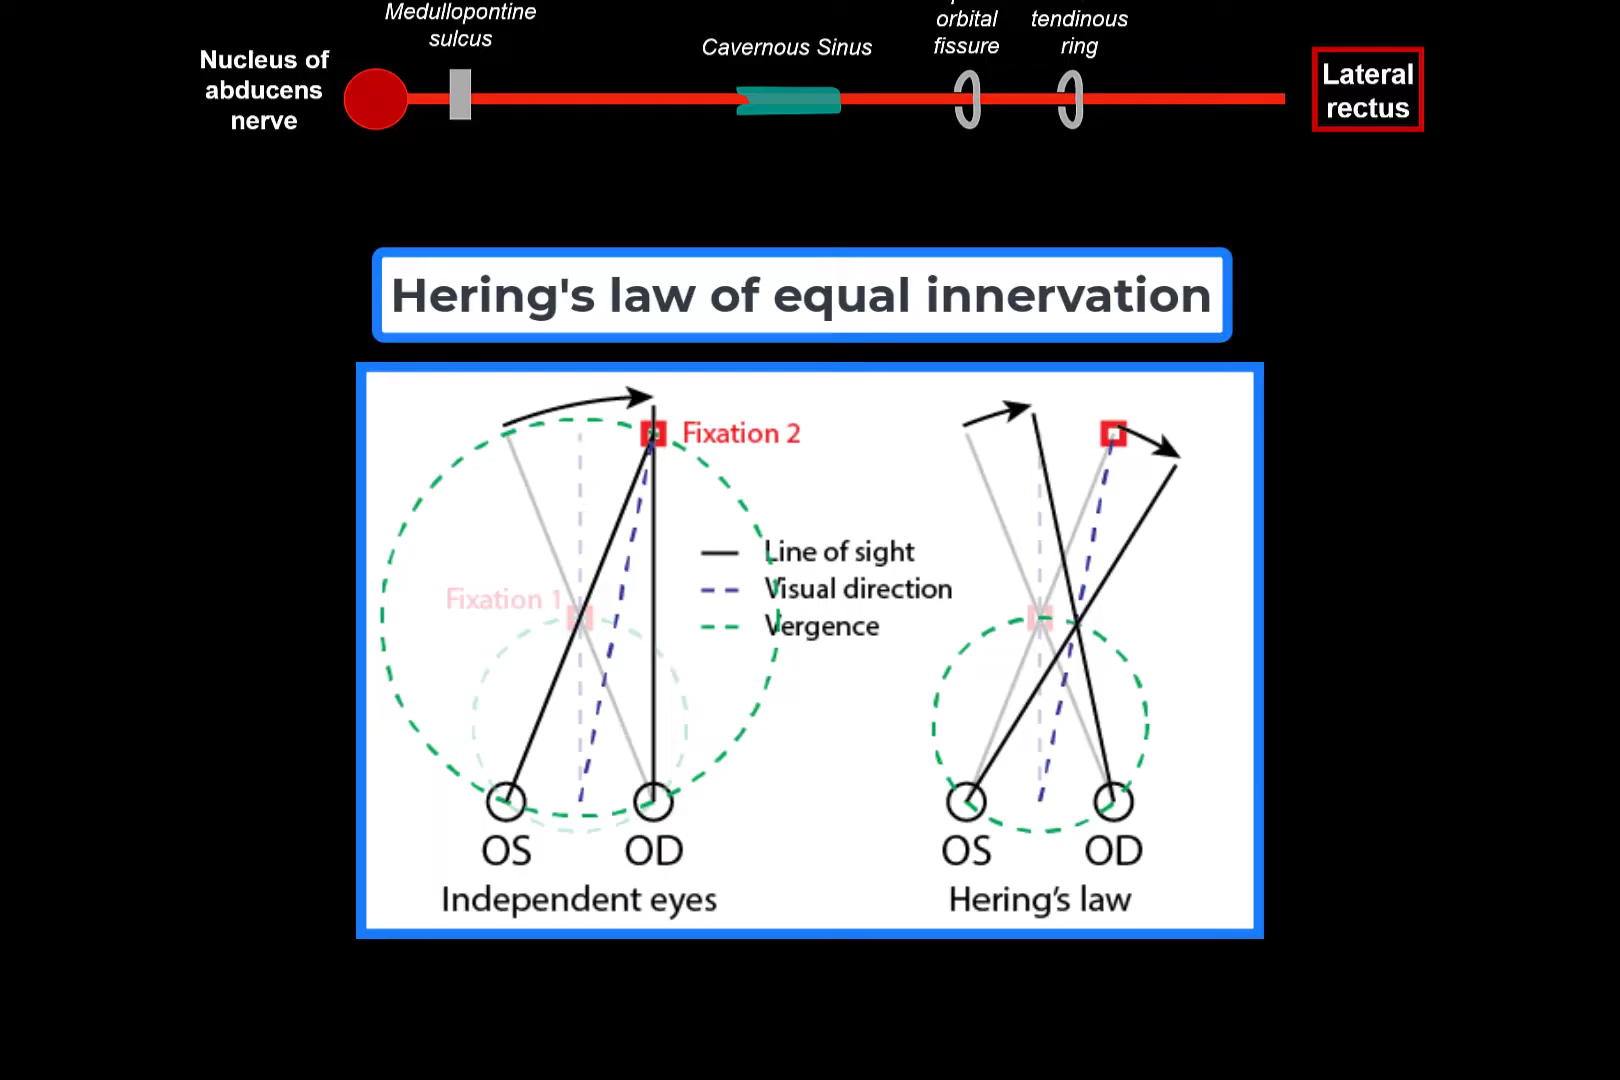 Medullopontine
sulcus
orbital
fissure
tendinous
ring
Cavernous Sinus
Nucleus of
abducens
nerve
Lateral
rectus
Hering's law of equal innervation
Fixation 2
Line of sight
Visual direction
Vergence
Fixation 1
OS
OD
OS
OD
Independent eyes
Hering's law